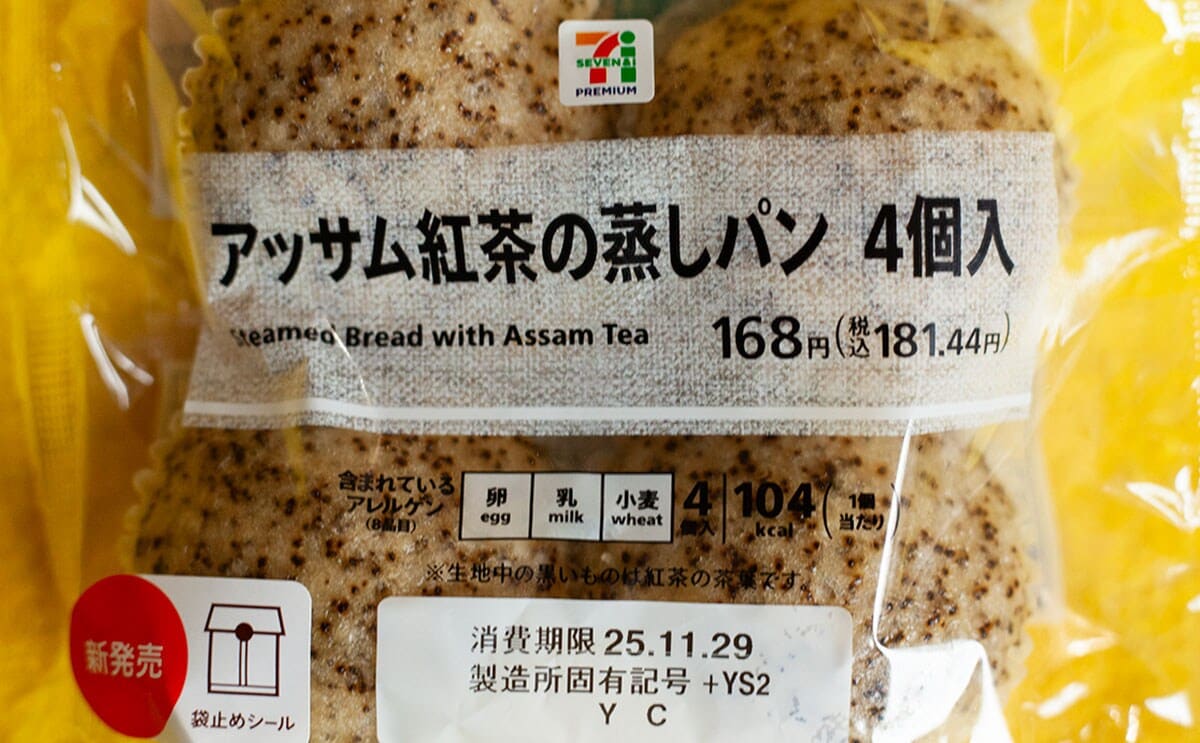 SEVEN&i
PREMIUM
アッサム紅茶の蒸しパン 4個入
Steamed Bread with Assam Tea
168円(税込181.44円)
含まれている
アレルゲン
(8品目)
卵
egg
乳
milk
小麦
wheat
4
個入
104
kcal
(1個
当たり)
※生地中の黒いものは紅茶の茶葉です。
新発売
袋止めシール
消費期限 25.11.29
製造所固有記号 +YS2
Y C